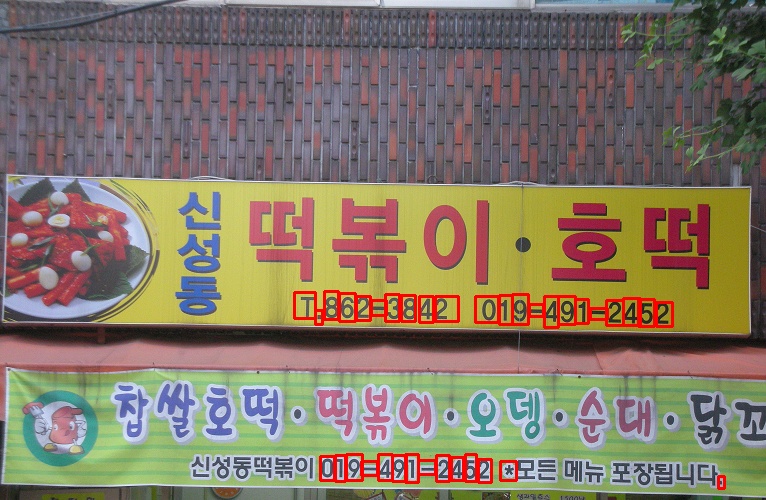 신성동 떡볶이·호떡
T.862=3842 019=491=2452
찹쌀호떡·떡볶이·오뎅·순대·닭꼬
신성동떡볶이 019=491=2452 *모든 메뉴 포장됩니다.